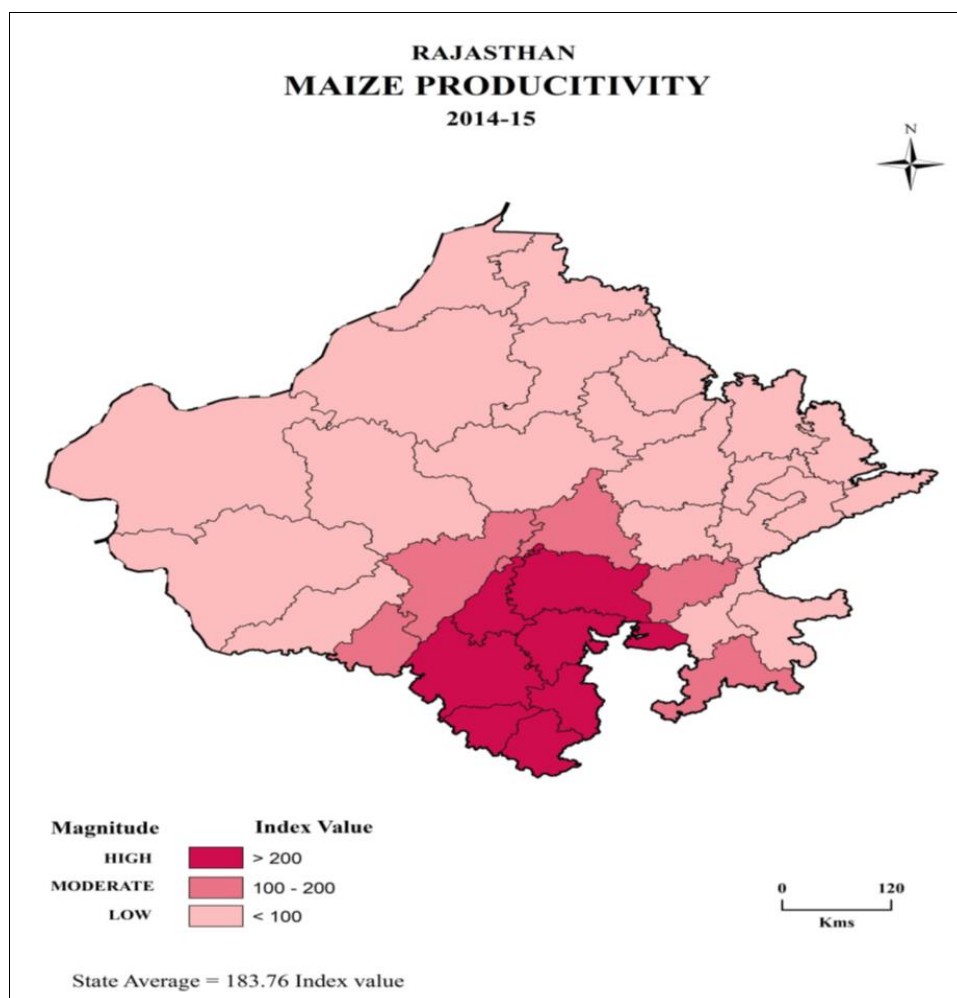 RAJASTHAN
MAIZE PRODUCITIVITY
2014-15
N
Magnitude Index Value
HIGH > 200
MODERATE 100 - 200
LOW < 100
0 120
Kms
State Average = 183.76 Index value